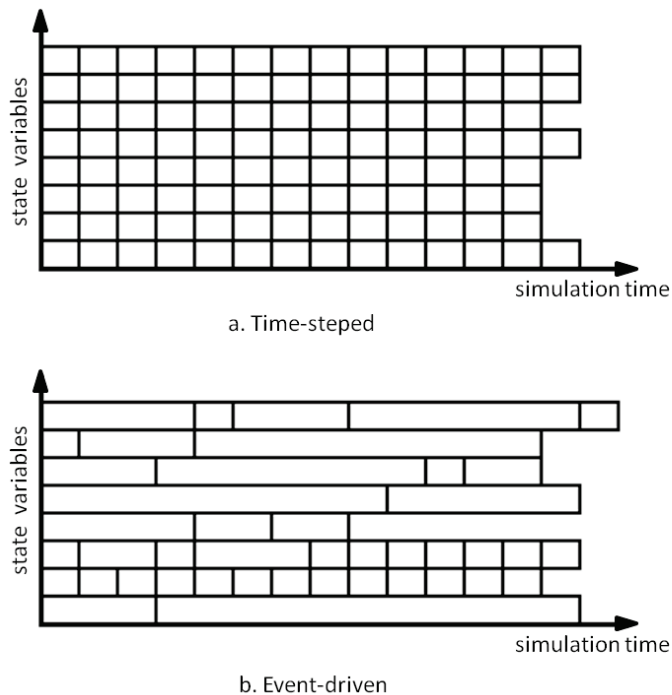 state variables
simulation time
a. Time-steped
state variables
simulation time
b. Event-driven